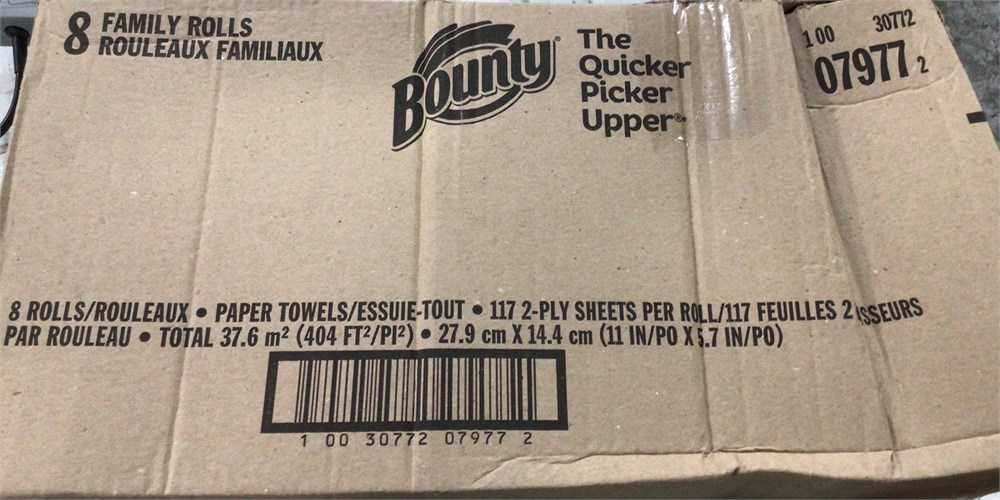 8 FAMILY ROLLS
ROULEAUX FAMILIAUX
Bounty®
The
Quicker
Picker
Upper®
1 00 30772
07977 2
8 ROLLS/ROULEAUX • PAPER TOWELS/ESSUIE-TOUT • 117 2-PLY SHEETS PER ROLL/117 FEUILLES 2
PAR ROULEAU • TOTAL 37.6 m² (404 FT²/PI²) • 27.9 cm X 14.4 cm (11 IN/PO X 5.7 IN/PO)
1 00 30772 07977 2